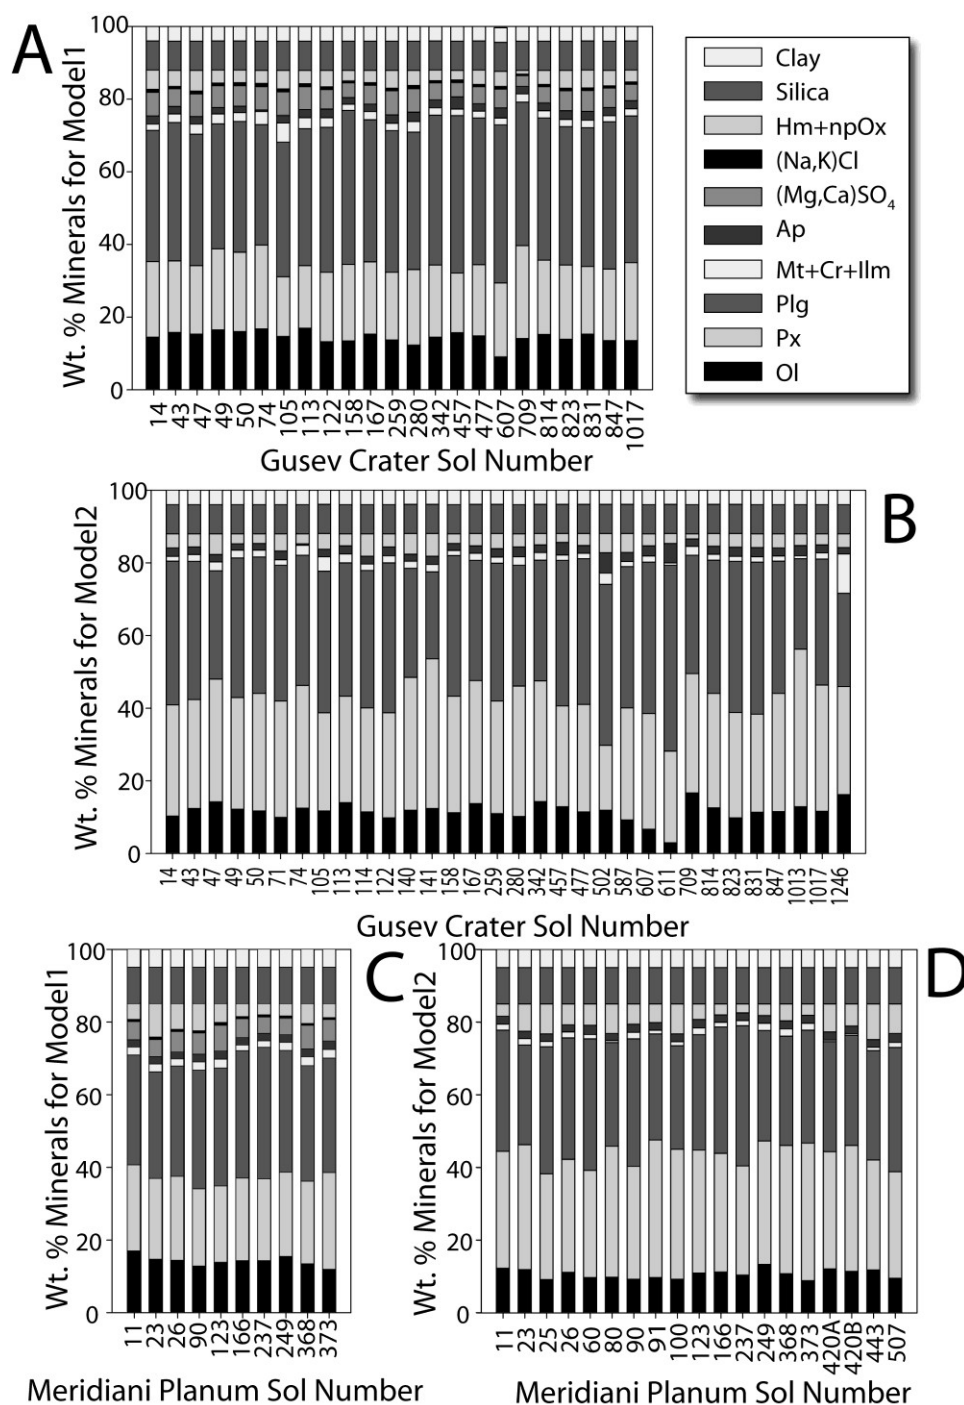 A
Wt. % Minerals for Model1
100
80
60
40
20
0
14 43 47 49 50 74 105 113 122 158 167 259 280 342 457 477 607 709 814 823 831 847 1017
Gusev Crater Sol Number
Clay
Silica
Hm+npOx
(Na,K)Cl
(Mg,Ca)SO₄
Ap
Mt+Cr+Ilm
Plg
Px
Ol
B
Wt. % Minerals for Model2
100
80
60
40
20
0
14 43 47 49 50 71 74 105 113 114 122 140 141 158 167 259 280 342 457 477 502 587 607 611 709 814 823 831 847 1013 1017 1246
Gusev Crater Sol Number
C
Wt. % Minerals for Model1
100
80
60
40
20
0
11 23 26 90 123 166 237 249 368 373
Meridiani Planum Sol Number
D
Wt. % Minerals for Model2
100
80
60
40
20
0
11 23 25 26 60 80 90 91 100 123 166 237 249 368 373 420A 420B 443 507
Meridiani Planum Sol Number